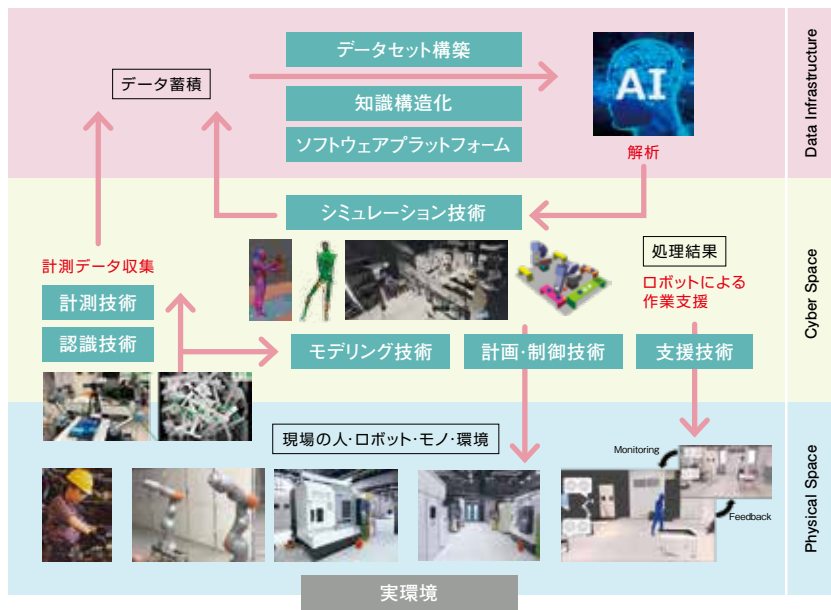 データセット構築
データ蓄積
知識構造化
ソフトウェアプラットフォーム
AI
解析
Data Infrastructure
シミュレーション技術
計測データ収集
計測技術
認識技術
処理結果
ロボットによる
作業支援
モデリング技術
計画・制御技術
支援技術
Cyber Space
現場の人・ロボット・モノ・環境
Monitoring
Feedback
Physical Space
実環境